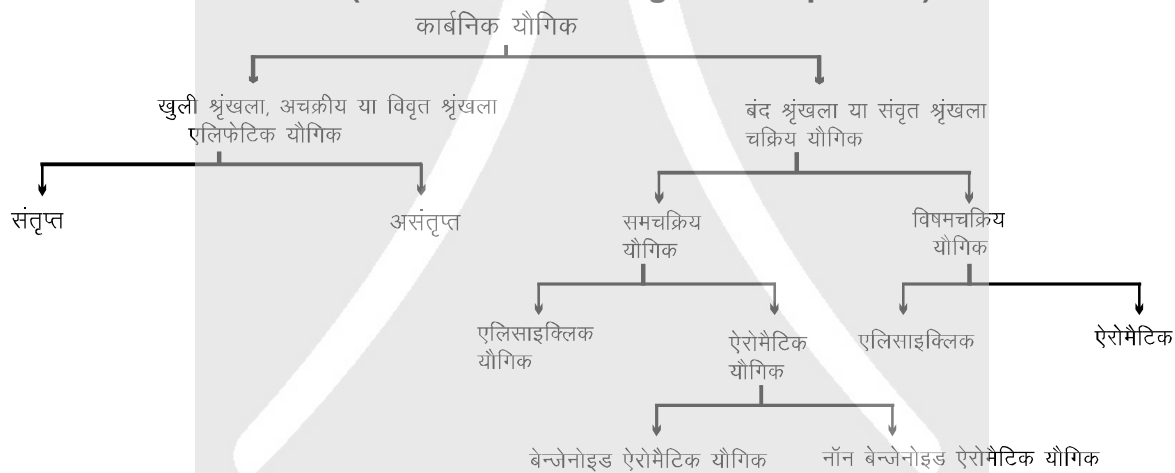 कार्बनिक यौगिक
खुली श्रृंखला, अचक्रीय या विवृत श्रृंखला
एलिफेटिक यौगिक
बंद श्रृंखला या संवृत श्रृंखला
चक्रिय यौगिक
संतृप्त
असंतृप्त
समचक्रिय
यौगिक
विषमचक्रिय
यौगिक
एलिसाइक्लिक
यौगिक
ऐरोमैटिक
यौगिक
एलिसाइक्लिक
ऐरोमैटिक
बेन्जेनोइड ऐरोमैटिक यौगिक
नॉन बेन्जेनोइड ऐरोमैटिक यौगिक